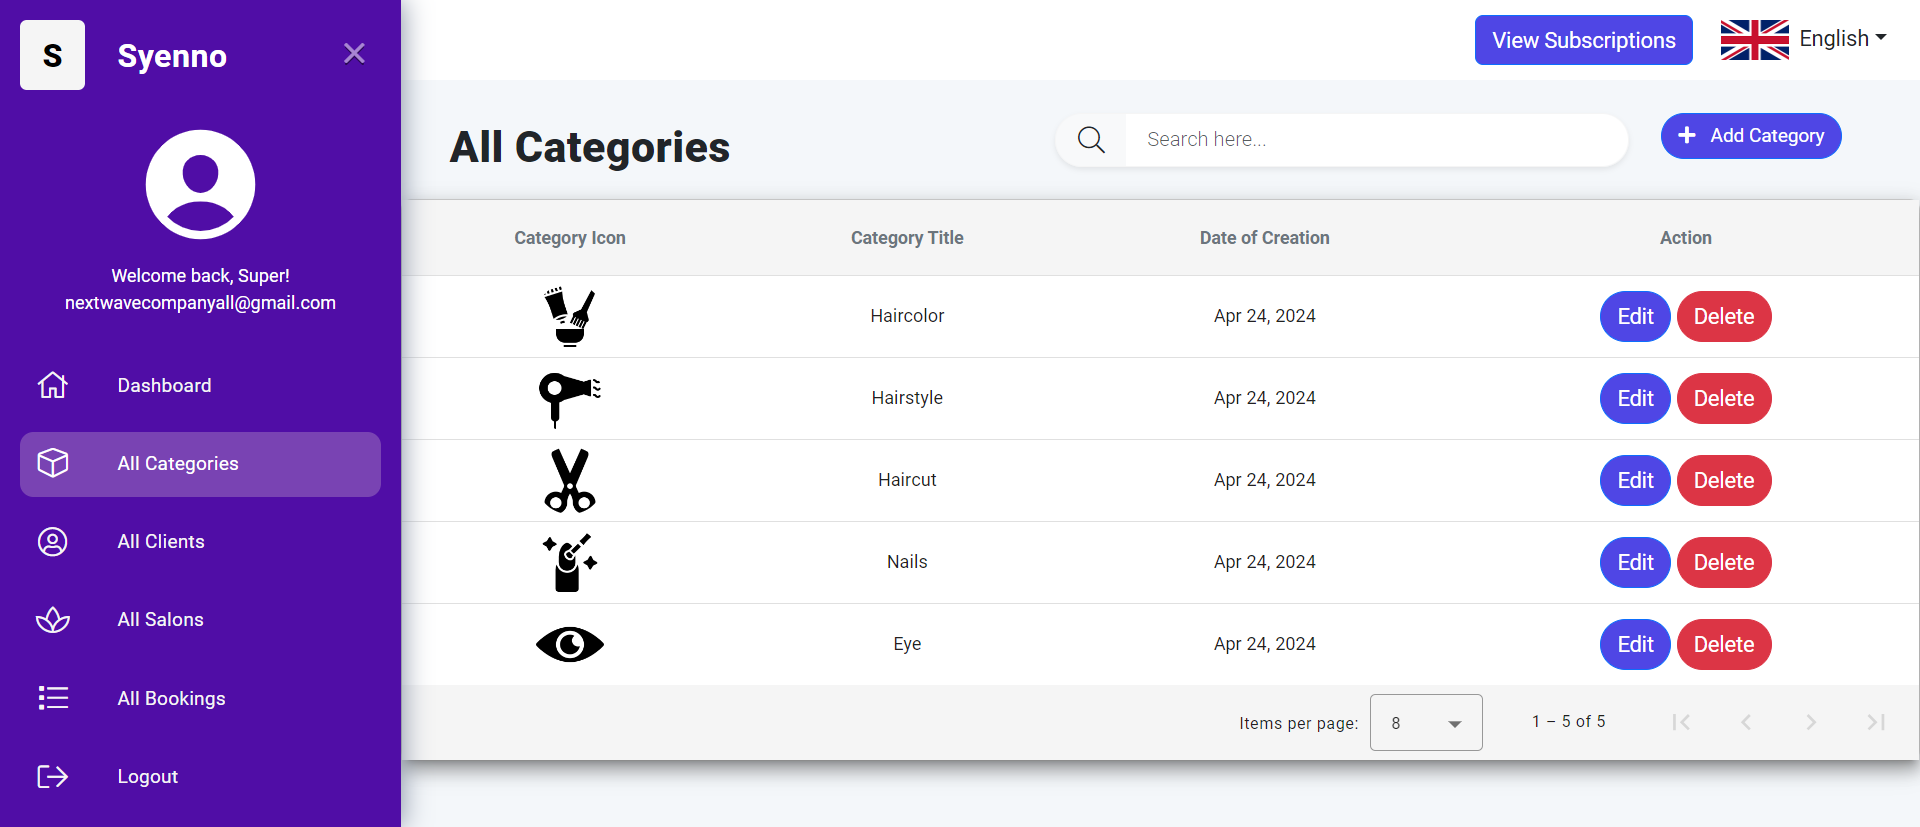 S
Syenno
Welcome back, Super!
nextwavecompanyall@gmail.com
Dashboard
All Categories
All Clients
All Salons
All Bookings
Logout
View Subscriptions
English
All Categories
Search here...
Add Category
Category Icon Category Title Date of Creation Action
Haircolor Apr 24, 2024 Edit Delete
Hairstyle Apr 24, 2024 Edit Delete
Haircut Apr 24, 2024 Edit Delete
Nails Apr 24, 2024 Edit Delete
Eye Apr 24, 2024 Edit Delete
Items per page: 8 1 – 5 of 5